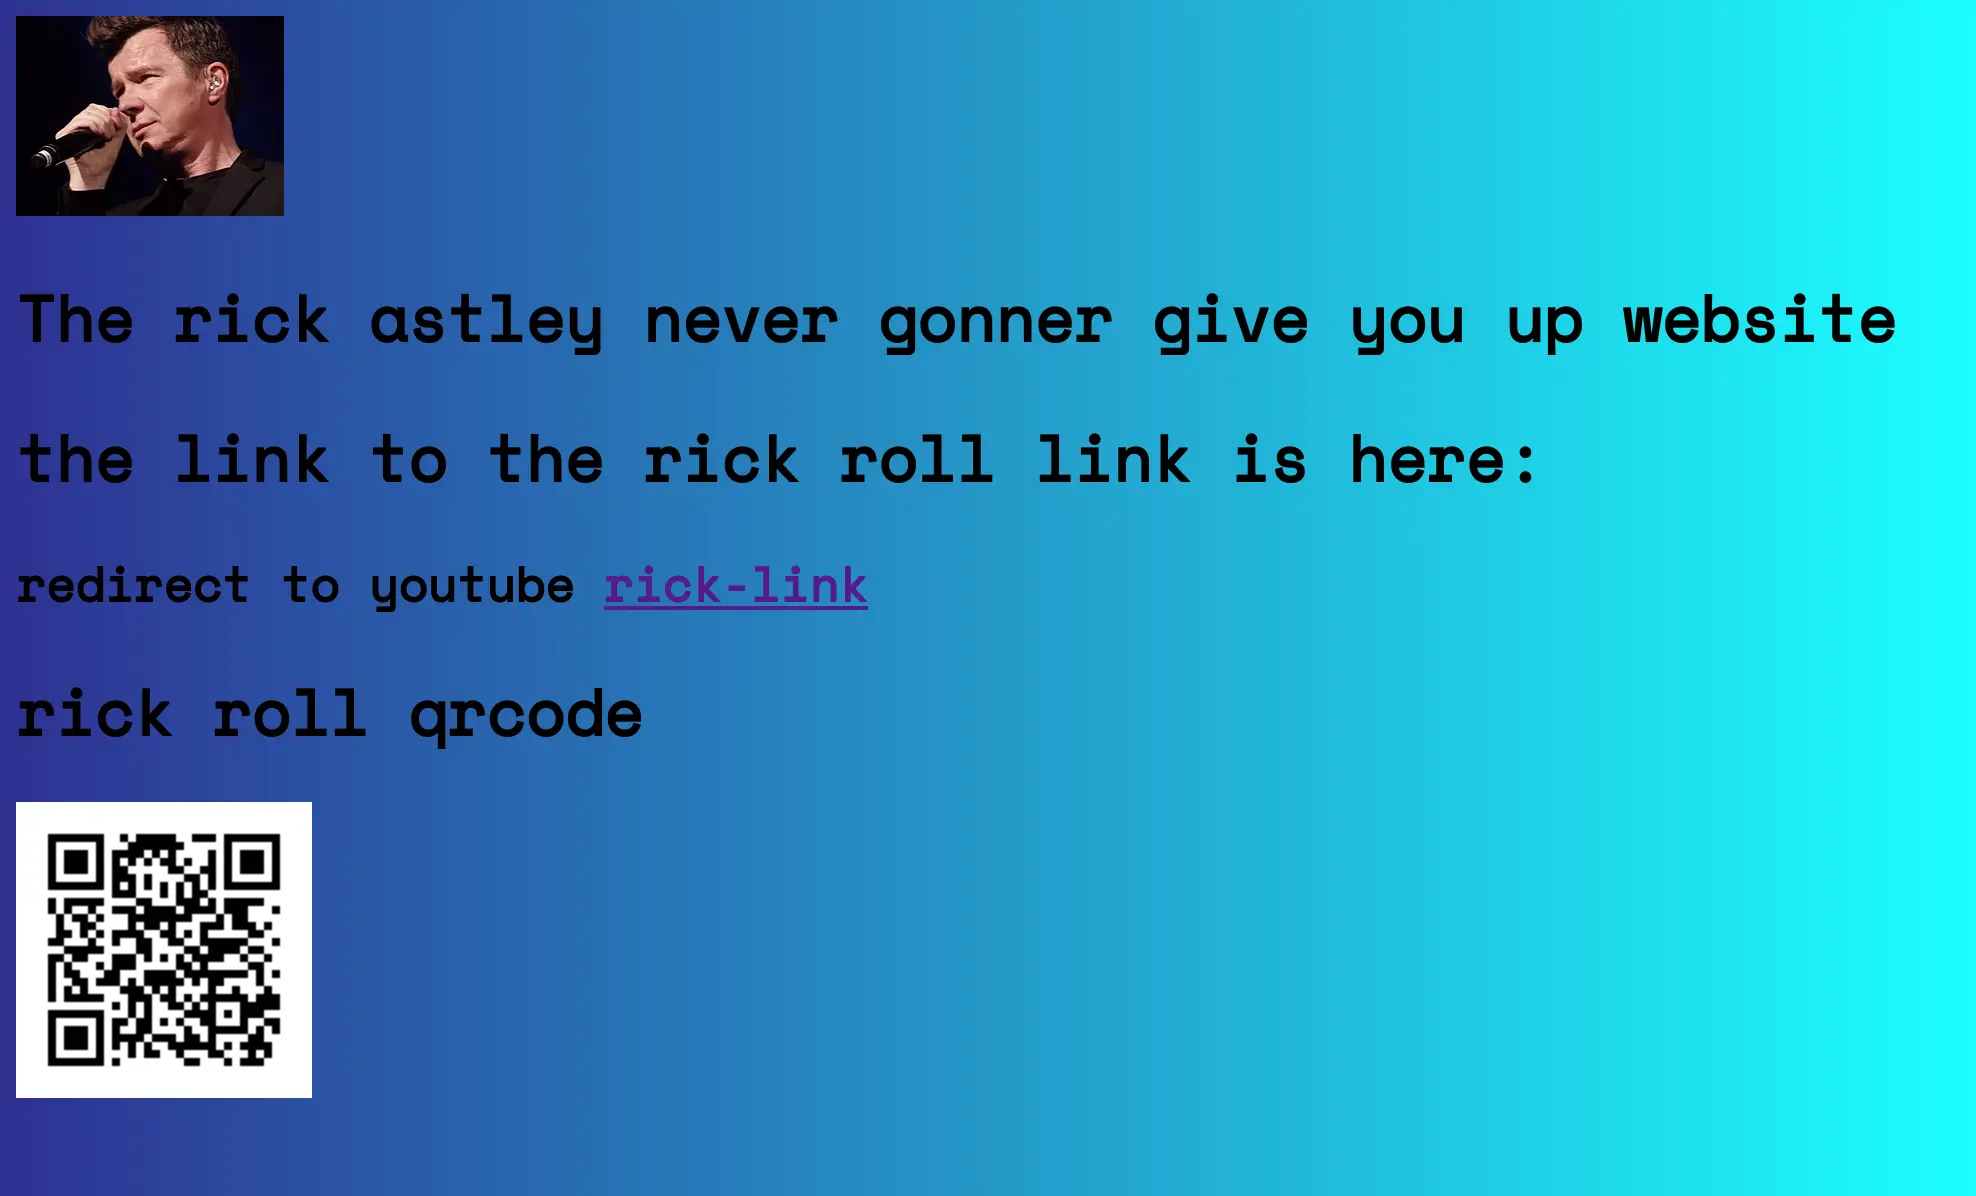 The rick astley never gonner give you up website
the link to the rick roll link is here:
redirect to youtube rick-link
rick roll qrcode